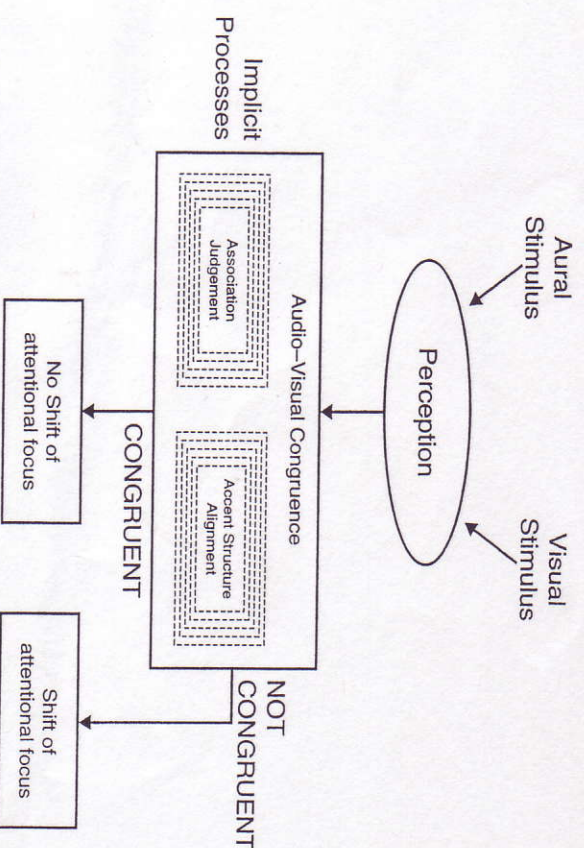 Aural
Stimulus
Visual
Stimulus
Perception
Implicit
Processes
Audio–Visual Congruence
Association
Judgement
Accent Structure
Alignment
CONGRUENT
NOT
CONGRUENT
No Shift of
attentional focus
Shift of
attentional focus